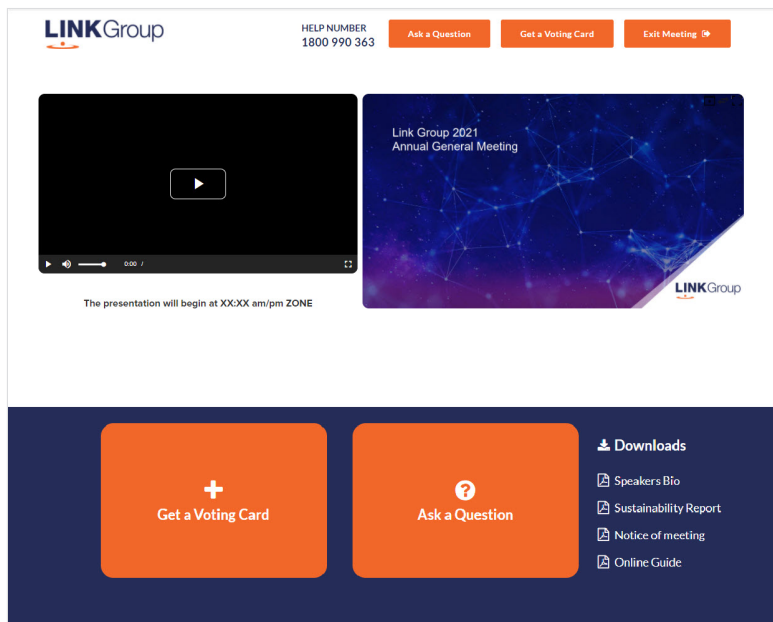 LINKGroup
HELP NUMBER
1800 990 363
Ask a Question
Get a Voting Card
Exit Meeting
Link Group 2021
Annual General Meeting
LINKGroup
0:00 /
The presentation will begin at XX:XX am/pm ZONE
Get a Voting Card
Ask a Question
Downloads
Speakers Bio
Sustainability Report
Notice of meeting
Online Guide